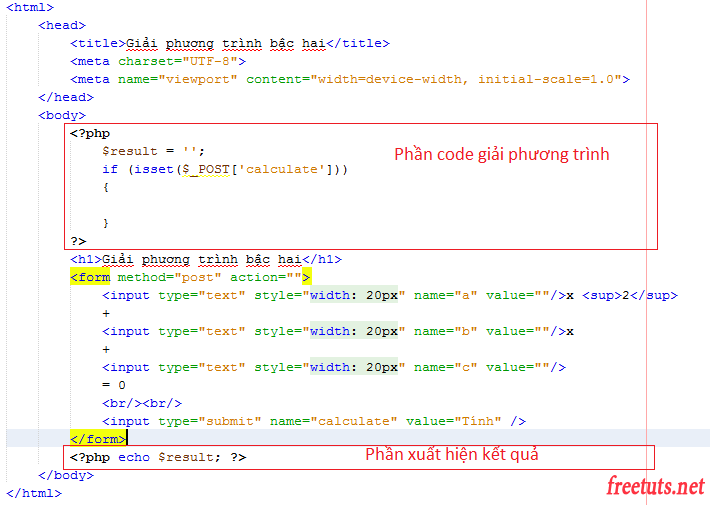 <html>
<head>
<title>Giải phương trình bậc hai</title>
<meta charset="UTF-8">
<meta name="viewport" content="width=device-width, initial-scale=1.0">
</head>
<body>
<?php
$result = '';
Phần code giải phương trình
if (isset($_POST['calculate']))
{
}
?>
<h1>Giải phương trình bậc hai</h1>
<form method="post" action="">
<input type="text" style="width: 20px" name="a" value=""/>x <sup>2</sup>
+
<input type="text" style="width: 20px" name="b" value=""/>x
+
<input type="text" style="width: 20px" name="c" value=""/>
= 0
<br/><br/>
<input type="submit" name="calculate" value="Tính" />
</form>
<?php echo $result; ?>
Phần xuất hiện kết quả
</body>
</html>
freetuts.net